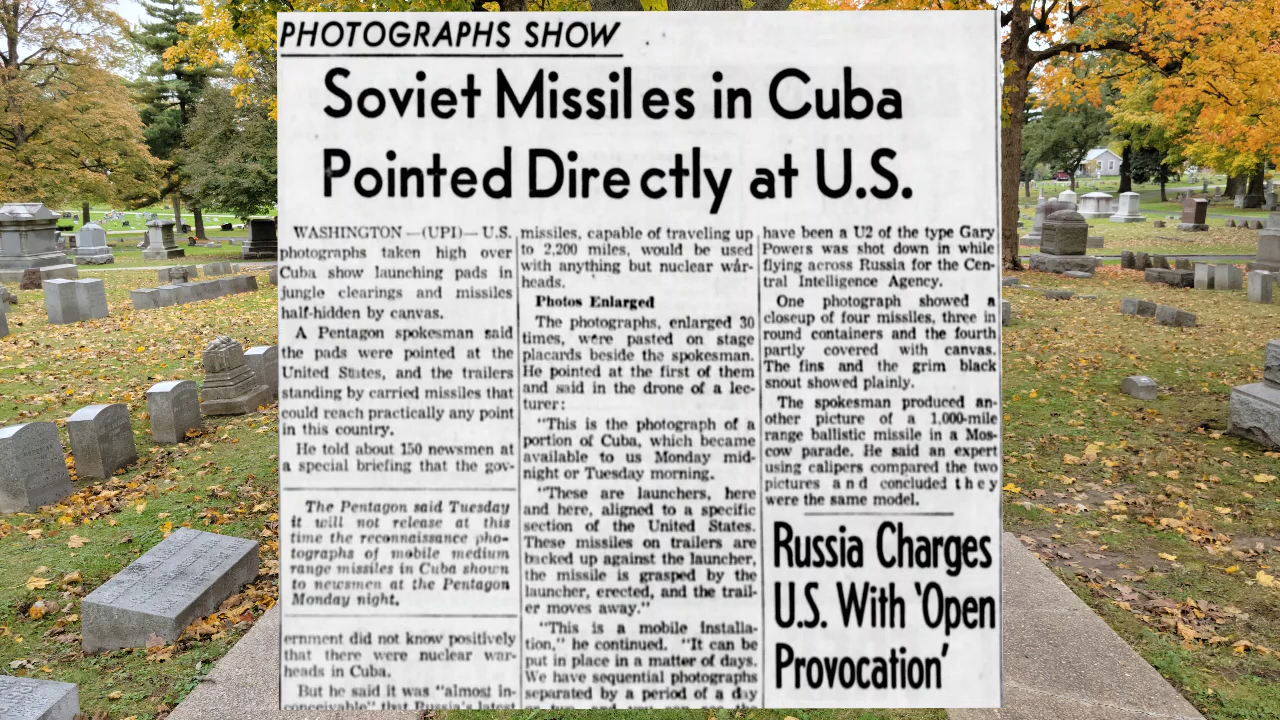 PHOTOGRAPHS SHOW
Soviet Missiles in Cuba
Pointed Directly at U.S.
WASHINGTON —(UPI)— U.S.
photographs taken high over
Cuba show launching pads in
jungle clearings and missiles
half-hidden by canvas.
A Pentagon spokesman said
the pads were pointed at the
United States, and the trailers
standing by carried missiles that
could reach practically any point
in this country.
He told about 150 newsmen at
a special briefing that the gov-
The Pentagon said Tuesday
it will not release at this
time the reconnaissance pho-
tographs of mobile medium
range missiles in Cuba shown
to newsmen at the Pentagon
Monday night.
ernment did not know positively
that there were nuclear war-
heads in Cuba.
But he said it was "almost in-
conceivable" that Russia's latest
missiles, capable of traveling up
to 2,200 miles, would be used
with anything but nuclear war-
heads.
Photos Enlarged
The photographs, enlarged 30
times, were pasted on stage
placards beside the spokesman.
He pointed at the first of them
and said in the drone of a lec-
turer:
"This is the photograph of a
portion of Cuba, which became
available to us Monday mid-
night or Tuesday morning.
"These are launchers, here
and here, aligned to a specific
section of the United States.
These missiles on trailers are
backed up against the launcher,
the missile is grasped by the
launcher, erected, and the trail-
er moves away."
"This is a mobile installa-
tion," he continued. "It can be
put in place in a matter of days.
We have sequential photographs
separated by a period of a day
or two, and you can see the
have been a U2 of the type Gary
Powers was shot down in while
flying across Russia for the Cen-
tral Intelligence Agency.
One photograph showed a
closeup of four missiles, three in
round containers and the fourth
partly covered with canvas.
The fins and the grim black
snout showed plainly.
The spokesman produced an-
other picture of a 1,000-mile
range ballistic missile in a Mos-
cow parade. He said an expert
using calipers compared the two
pictures and concluded they
were the same model.
Russia Charges
U.S. With 'Open
Provocation'